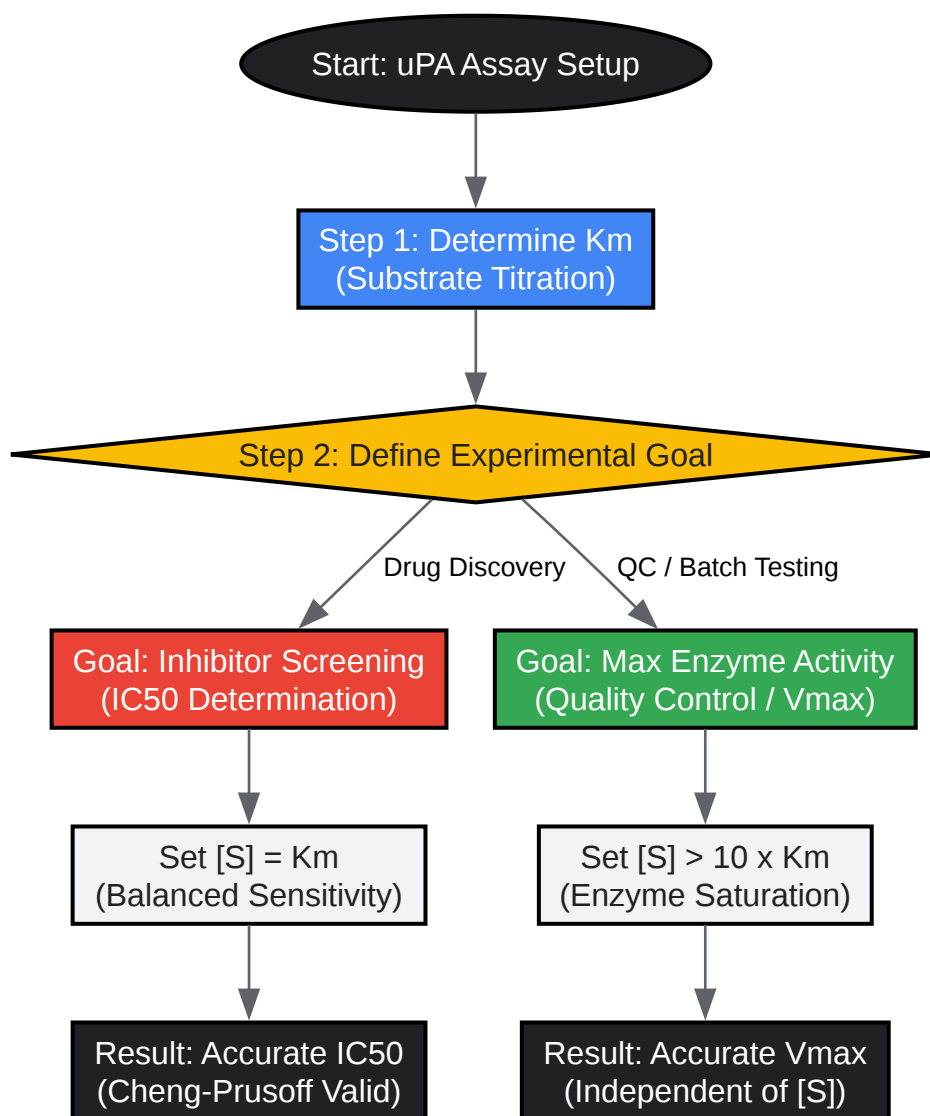 Start: uPA Assay Setup
Step 1: Determine Km
(Substrate Titration)
Step 2: Define Experimental Goal
Drug Discovery
QC / Batch Testing
Goal: Inhibitor Screening
(IC50 Determination)
Goal: Max Enzyme Activity
(Quality Control / Vmax)
Set [S] = Km
(Balanced Sensitivity)
Set [S] > 10 x Km
(Enzyme Saturation)
Result: Accurate IC50
(Cheng-Prusoff Valid)
Result: Accurate Vmax
(Independent of [S])